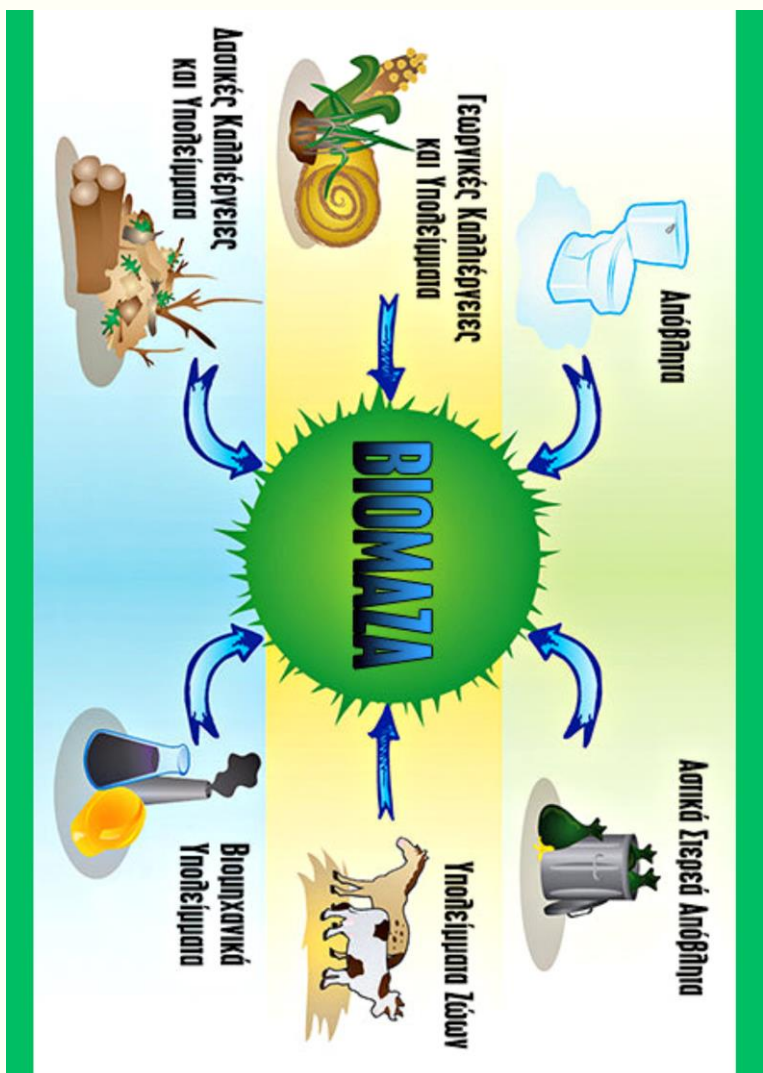 Απόβλητα
Αστικά Στερεά Απόβλητα
Γεωργικές Καλλιέργειες
και Υπολείμματα
ΒΙΟΜΑΖΑ
Υπολείμματα Ζώων
Δασικές Καλλιέργειες
και Υπολείμματα
Βιομηχανικά
Υπολείμματα